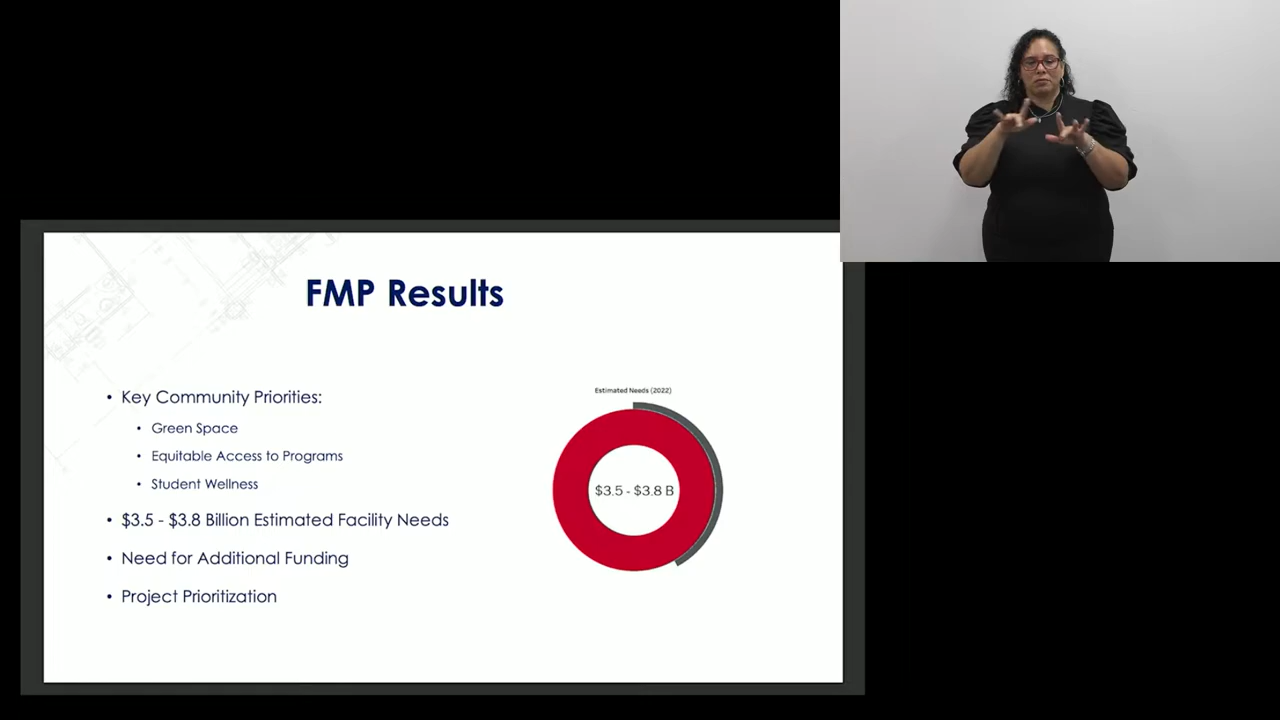 FMP Results
• Key Community Priorities:
• Green Space
• Equitable Access to Programs
• Student Wellness
• $3.5 - $3.8 Billion Estimated Facility Needs
• Need for Additional Funding
• Project Prioritization
Estimated Needs (2022)
$3.5 - $3.8 B